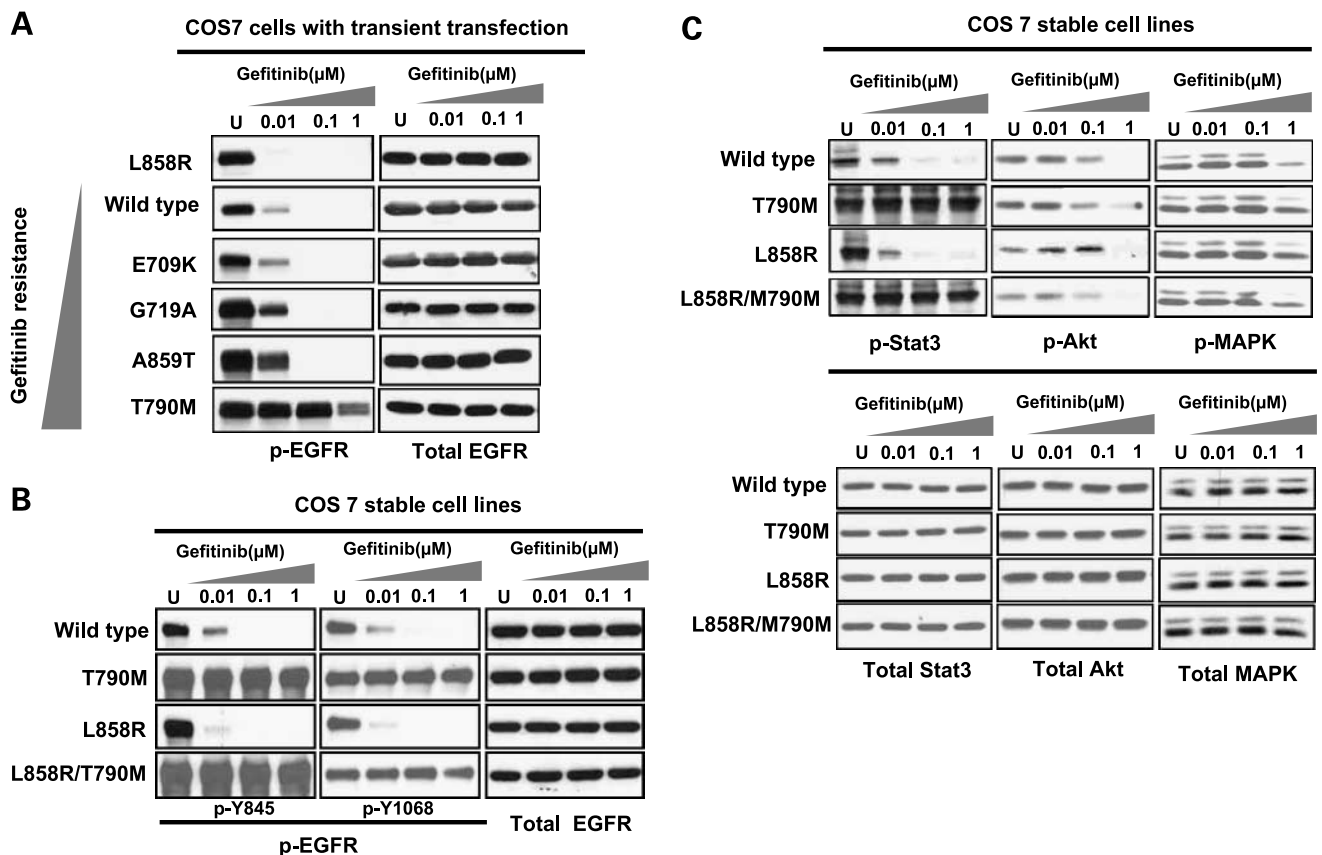 A
COS7 cells with transient transfection
Gefitinib(µM) Gefitinib(µM)
U 0.01 0.1 1 U 0.01 0.1 1
L858R
Wild type
E709K
G719A
A859T
T790M
Gefitinib resistance
p-EGFR Total EGFR
B
COS 7 stable cell lines
Gefitinib(µM) Gefitinib(µM) Gefitinib(µM)
U 0.01 0.1 1 U 0.01 0.1 1 U 0.01 0.1 1
Wild type
T790M
L858R
L858R/T790M
p-Y845 p-Y1068 Total EGFR
p-EGFR
C
COS 7 stable cell lines
Gefitinib(µM) Gefitinib(µM) Gefitinib(µM)
U 0.01 0.1 1 U 0.01 0.1 1 U 0.01 0.1 1
Wild type
T790M
L858R
L858R/M790M
p-Stat3 p-Akt p-MAPK
Gefitinib(µM) Gefitinib(µM) Gefitinib(µM)
U 0.01 0.1 1 U 0.01 0.1 1 U 0.01 0.1 1
Wild type
T790M
L858R
L858R/M790M
Total Stat3 Total Akt Total MAPK